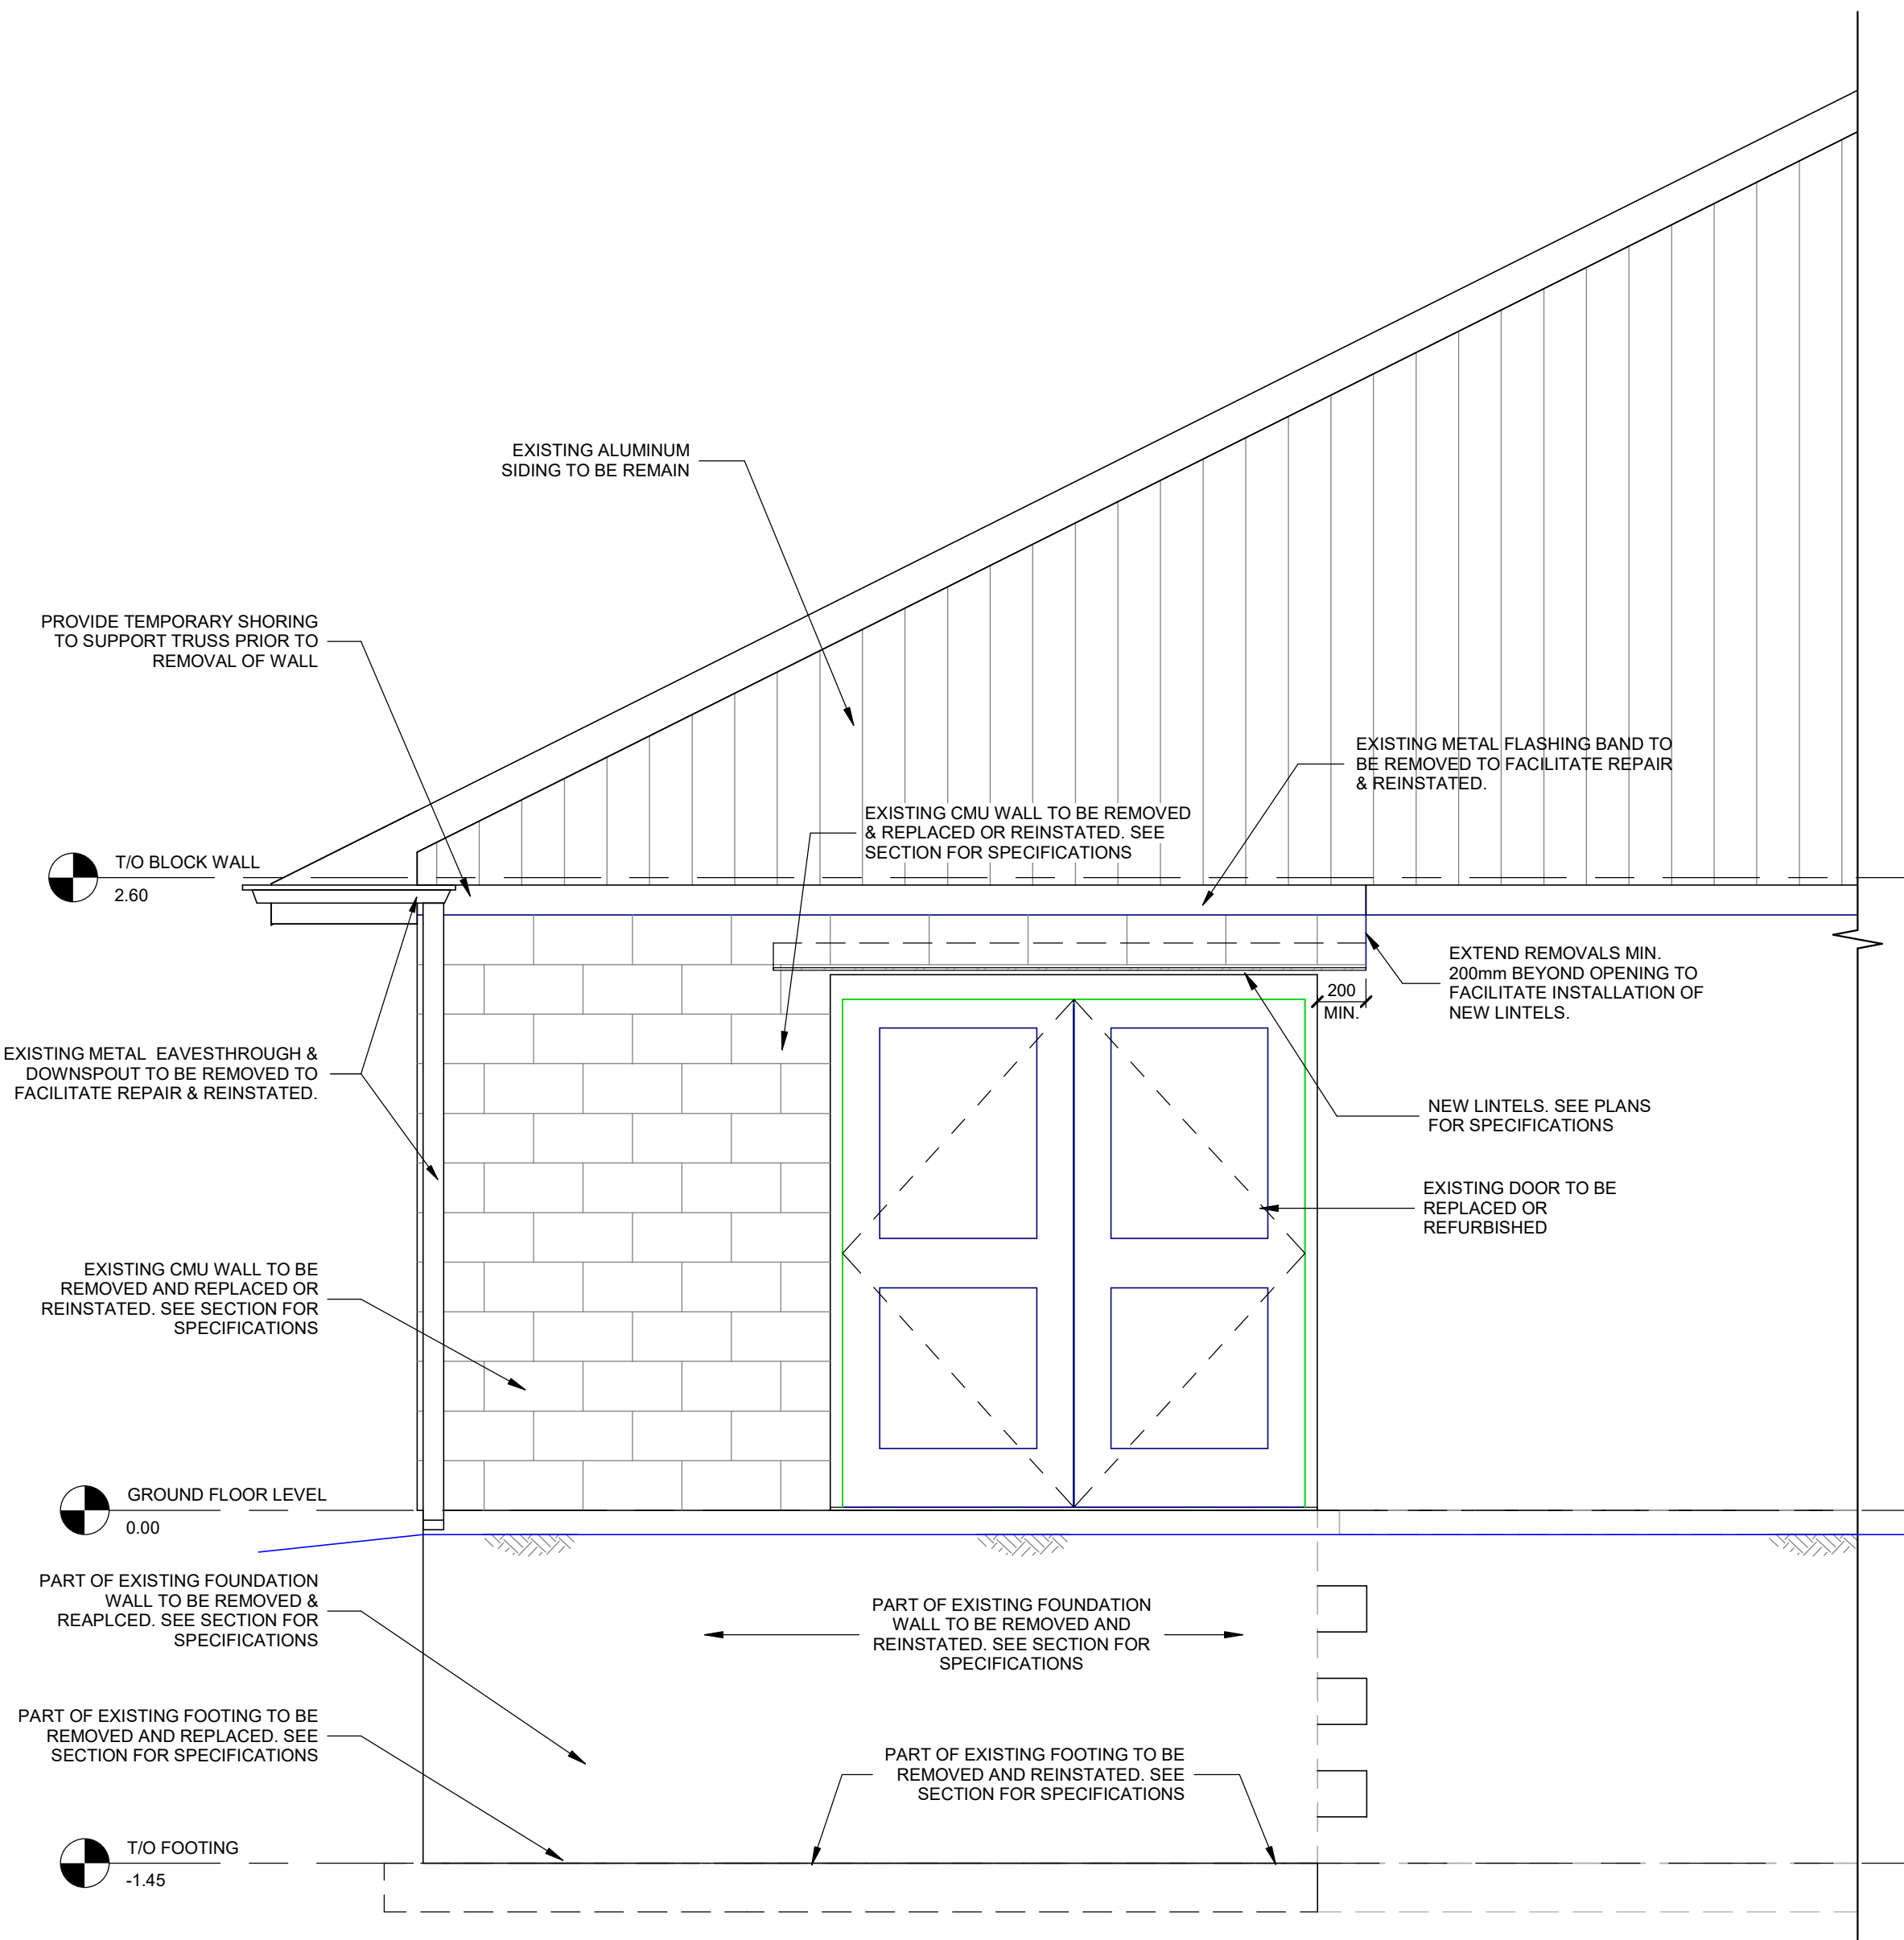 EXISTING ALUMINUM
SIDING TO BE REMAIN
PROVIDE TEMPORARY SHORING
TO SUPPORT TRUSS PRIOR TO
REMOVAL OF WALL
EXISTING METAL FLASHING BAND TO
BE REMOVED TO FACILITATE REPAIR
& REINSTATED.
EXISTING CMU WALL TO BE REMOVED
& REPLACED OR REINSTATED. SEE
SECTION FOR SPECIFICATIONS
T/O BLOCK WALL
2.60
EXTEND REMOVALS MIN.
200mm BEYOND OPENING TO
FACILITATE INSTALLATION OF
NEW LINTELS.
200
MIN.
EXISTING METAL EAVESTHROUGH &
DOWNSPOUT TO BE REMOVED TO
FACILITATE REPAIR & REINSTATED.
NEW LINTELS. SEE PLANS
FOR SPECIFICATIONS
EXISTING DOOR TO BE
REPLACED OR
REFURBISHED
EXISTING CMU WALL TO BE
REMOVED AND REPLACED OR
REINSTATED. SEE SECTION FOR
SPECIFICATIONS
GROUND FLOOR LEVEL
0.00
PART OF EXISTING FOUNDATION
WALL TO BE REMOVED &
REAPLCED. SEE SECTION FOR
SPECIFICATIONS
PART OF EXISTING FOUNDATION
WALL TO BE REMOVED AND
REINSTATED. SEE SECTION FOR
SPECIFICATIONS
PART OF EXISTING FOOTING TO BE
REMOVED AND REPLACED. SEE
SECTION FOR SPECIFICATIONS
PART OF EXISTING FOOTING TO BE
REMOVED AND REINSTATED. SEE
SECTION FOR SPECIFICATIONS
T/O FOOTING
-1.45